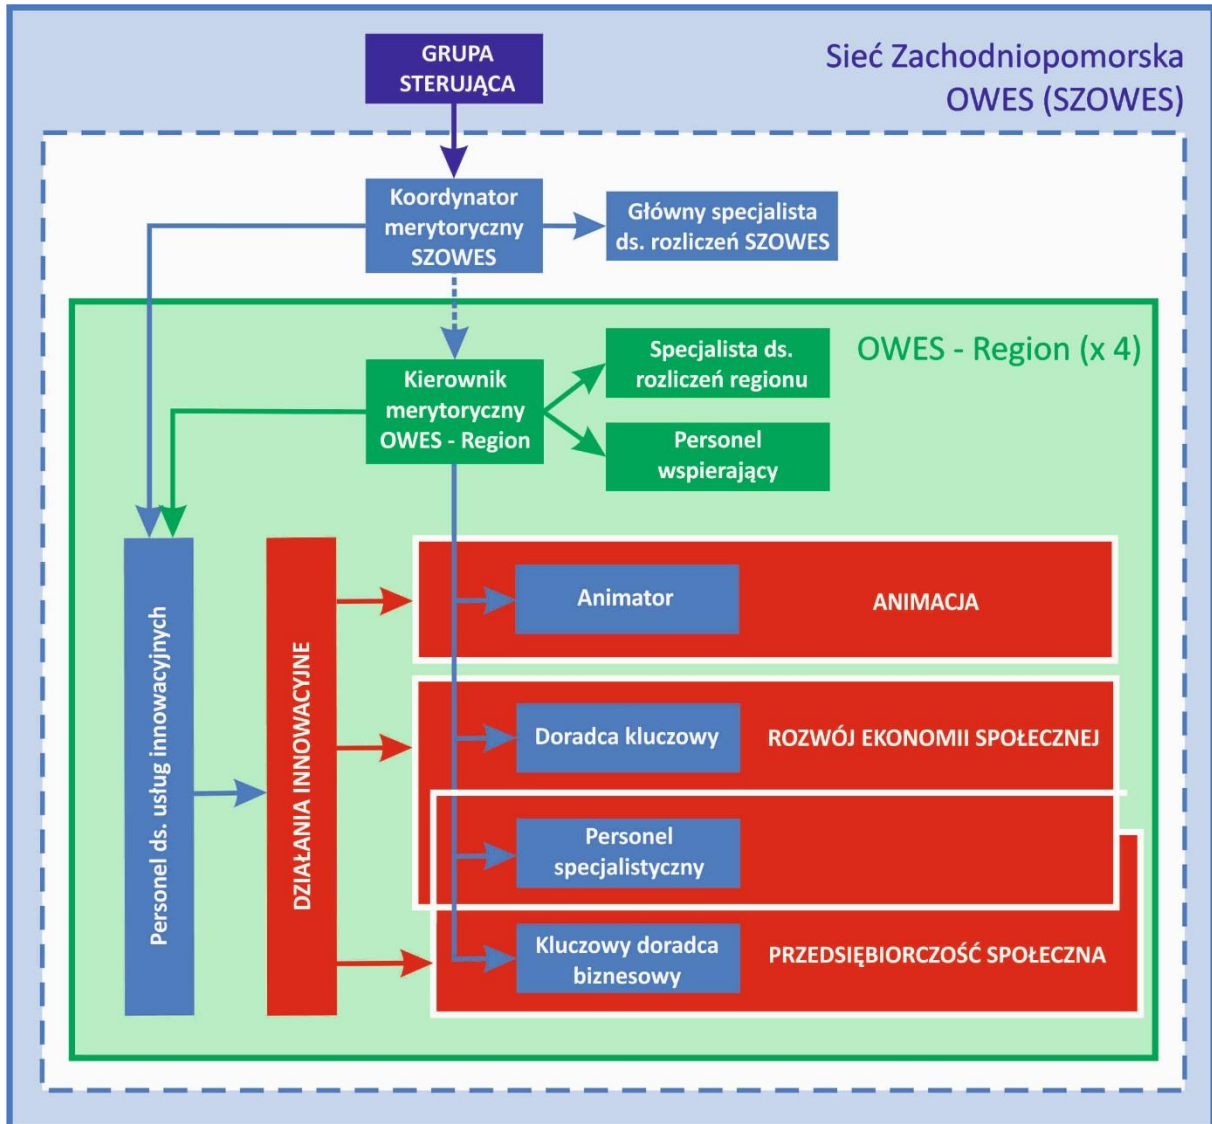 GRUPA
STERUJĄCA
Sieć Zachodniopomorska
OWES (SZOWES)
Koordynator
merytoryczny
SZOWES
Główny specjalista
ds. rozliczeń SZOWES
OWES - Region (x 4)
Kierownik
merytoryczny
OWES - Region
Specjalista ds.
rozliczeń regionu
Personel
wspierający
Personel ds. usług innowacyjnych
DZIAŁANIA INNOWACYJNE
Animator
ANIMACJA
Doradca kluczowy
ROZWÓJ EKONOMII SPOŁECZNEJ
Personel
specjalistyczny
Kluczowy doradca
biznesowy
PRZEDSIĘBIORCZOŚĆ SPOŁECZNA